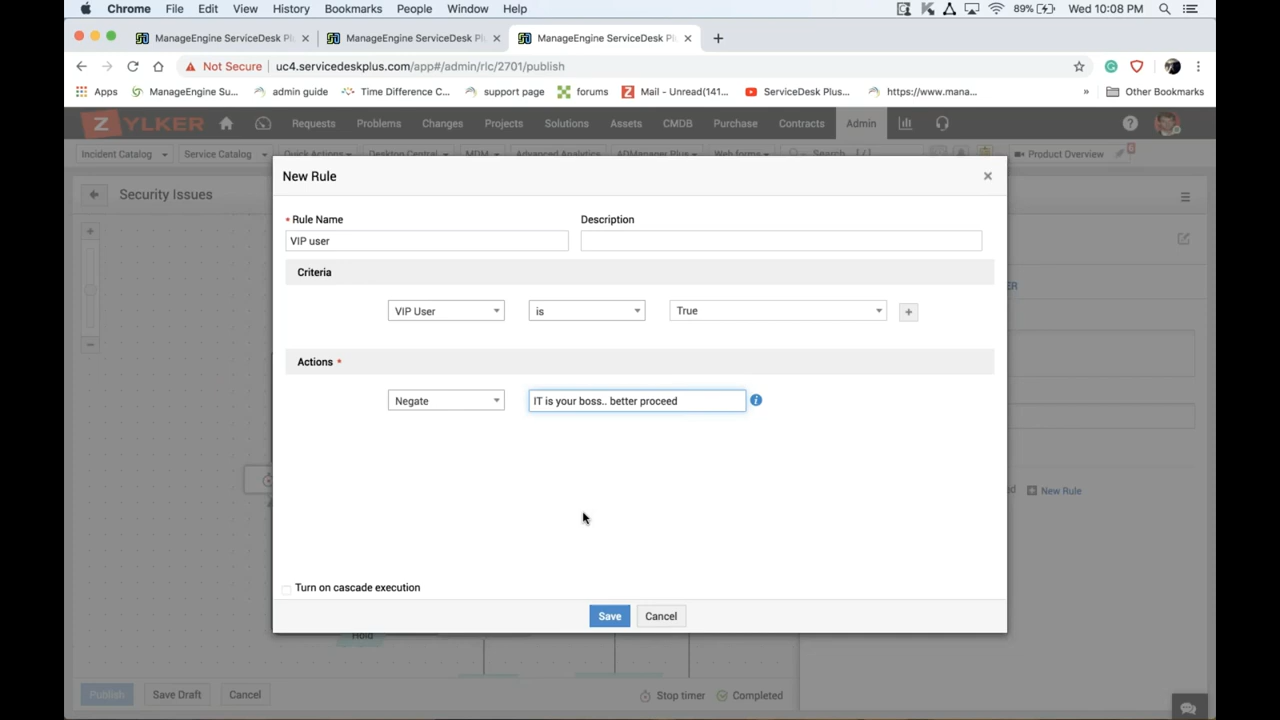 Chrome File Edit View History Bookmarks People Window Help 89% Wed 10:08 PM
ManageEngine ServiceDesk Pl ManageEngine ServiceDesk Pl ManageEngine ServiceDesk Pl
Not Secure uc4.servicedeskplus.com/app#/admin/rlc/2701/publish
Apps ManageEngine Su... admin guide Time Difference C... support page forums Mail - Unread(141... ServiceDesk Plus... https://www.mana... » Other Bookmarks
ZYLKER Requests Problems Changes Projects Solutions Assets CMDB Purchase Contracts Admin
Incident Catalog Service Catalog Quick Actions Desktop Central MDM Advanced Analytics ADManager Plus Web forms Search [/] Product Overview
Security Issues
New Rule
* Rule Name Description
VIP user
Criteria
VIP User is True
ER
Actions *
Negate IT is your boss.. better proceed
New Rule
Turn on cascade execution
Save Cancel
Hold
Publish Save Draft Cancel Stop timer Completed